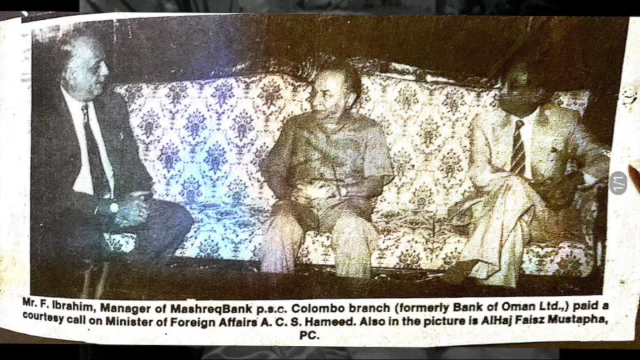 Mr. F. Ibrahim, Manager of MashreqBank p.s.c. Colombo branch (formerly Bank of Oman Ltd.,) paid a
courtesy call on Minister of Foreign Affairs A. C. S. Hameed. Also in the picture is AlHaj Faisz Mustapha,
PC.